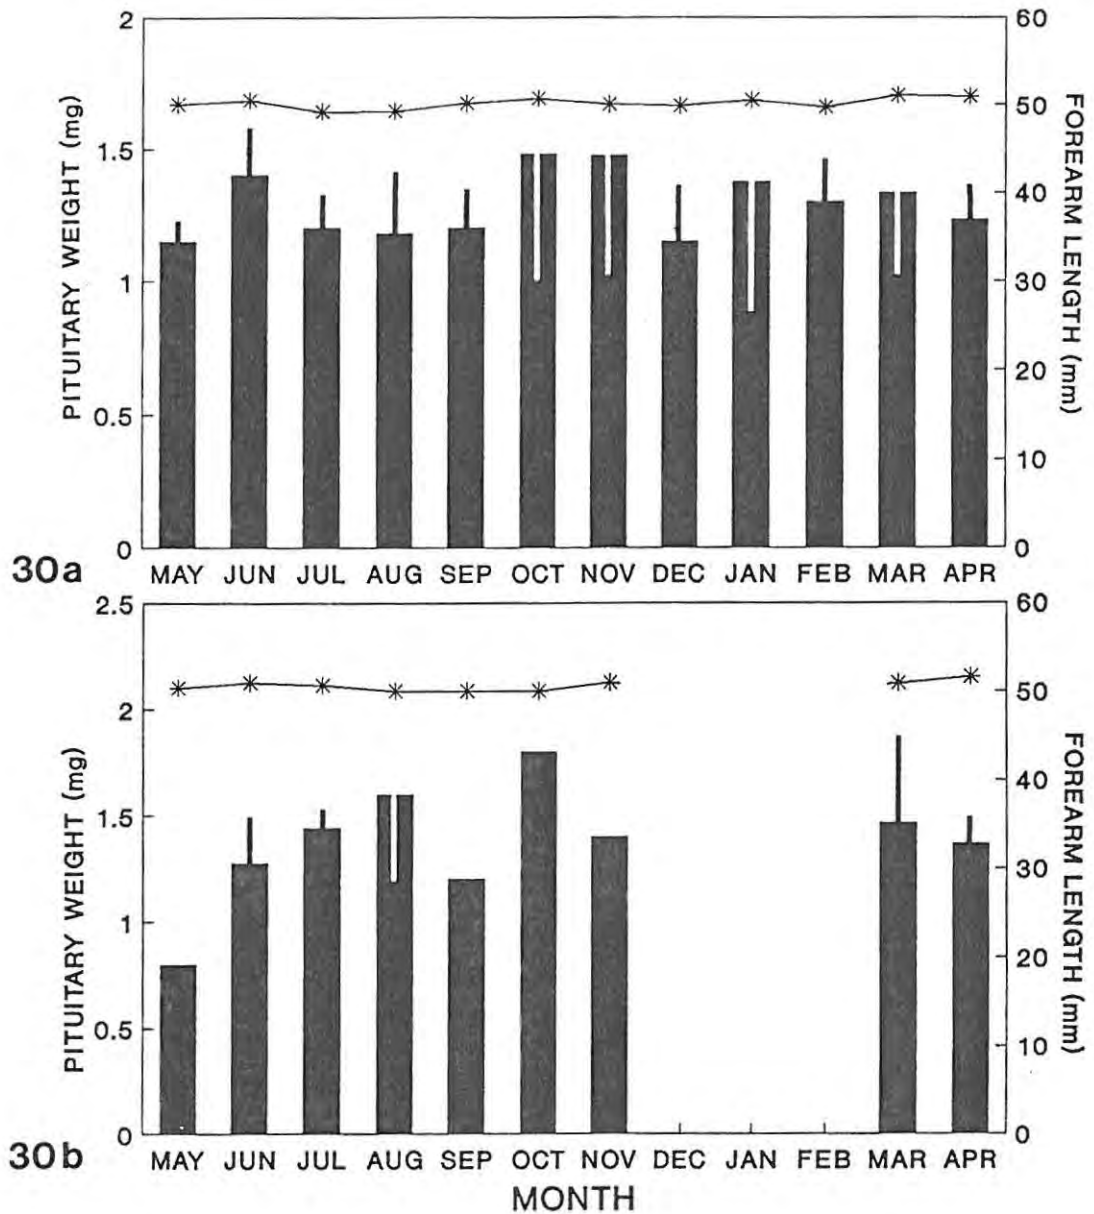 2
1.5
1
0.5
0
PITUITARY WEIGHT (mg)
60
50
40
30
20
10
0
FOREARM LENGTH (mm)
30a
MAY JUN JUL AUG SEP OCT NOV DEC JAN FEB MAR APR
2.5
2
1.5
1
0.5
0
PITUITARY WEIGHT (mg)
60
50
40
30
20
10
0
FOREARM LENGTH (mm)
30b
MAY JUN JUL AUG SEP OCT NOV DEC JAN FEB MAR APR
MONTH